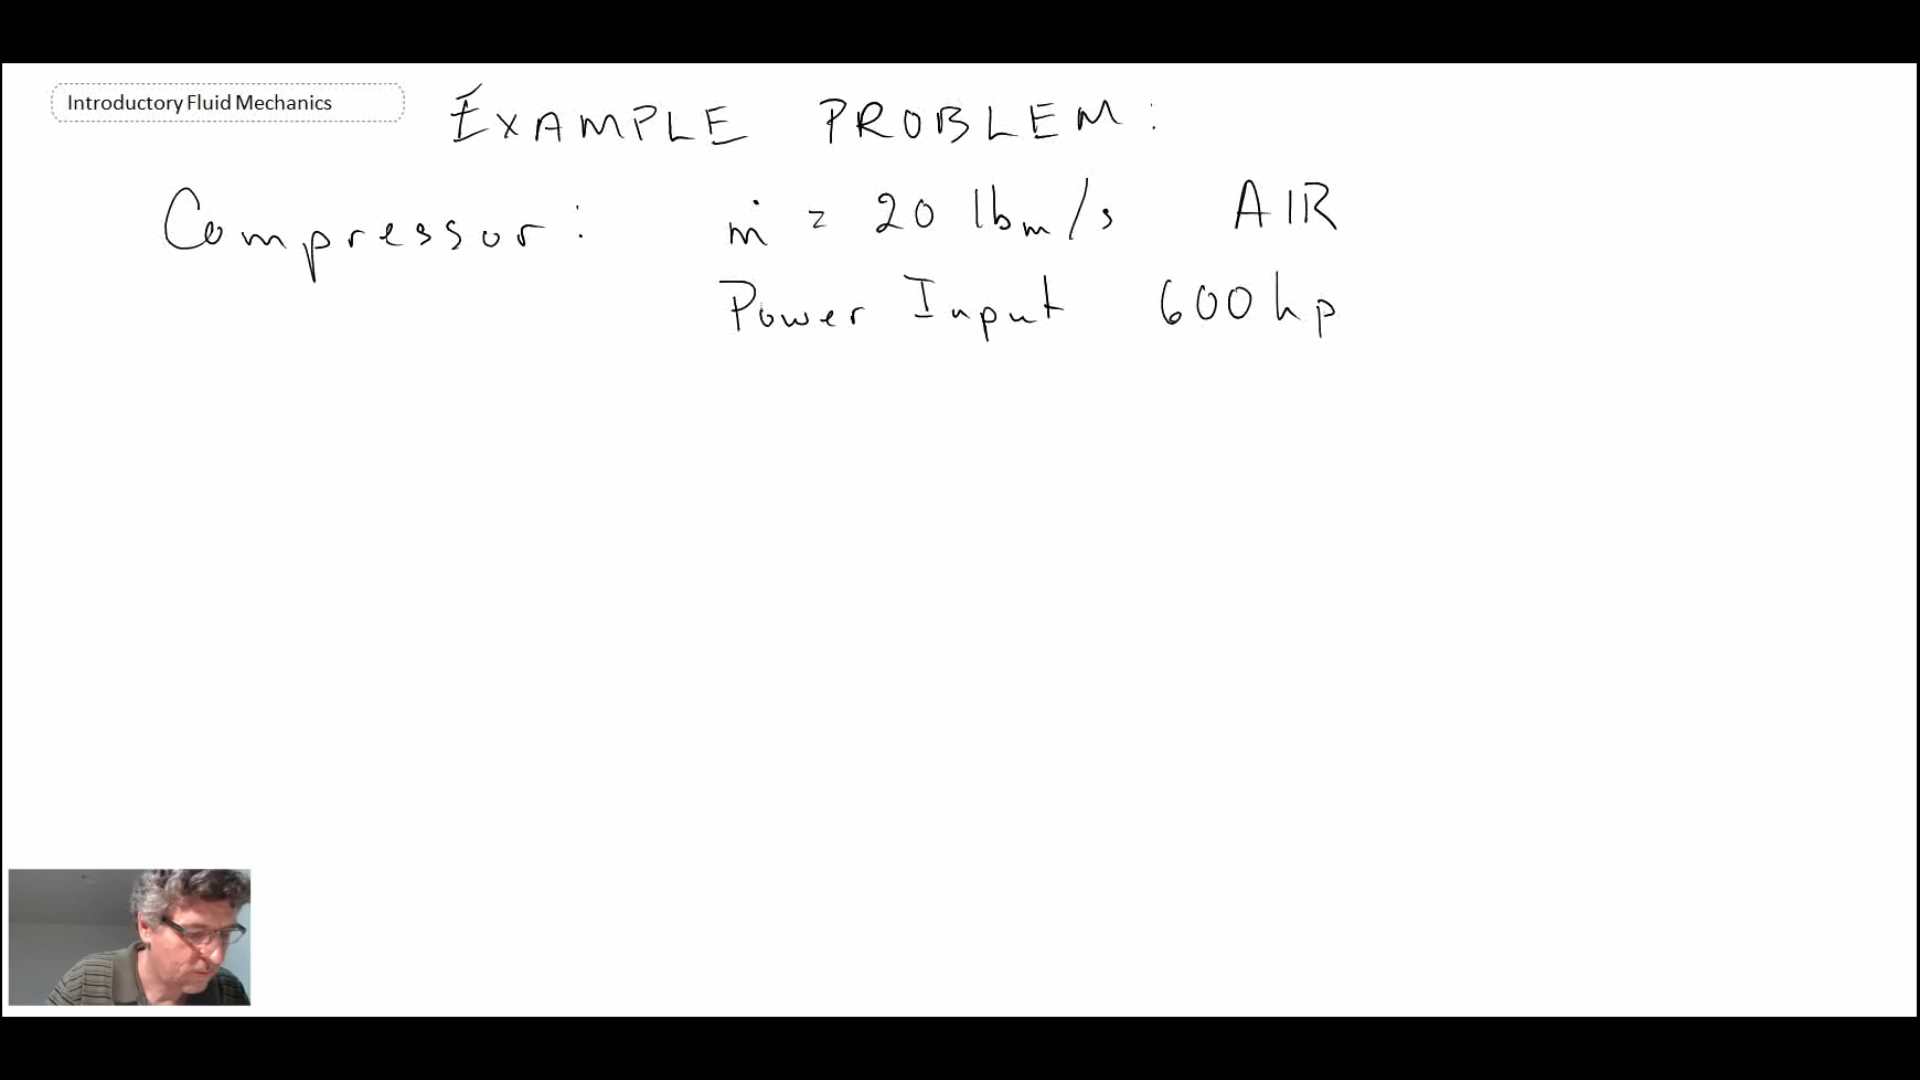 Introductory Fluid Mechanics
EXAMPLE PROBLEM:
Compressor: ṁ = 20 lbm/s AIR
Power Input 600 hp